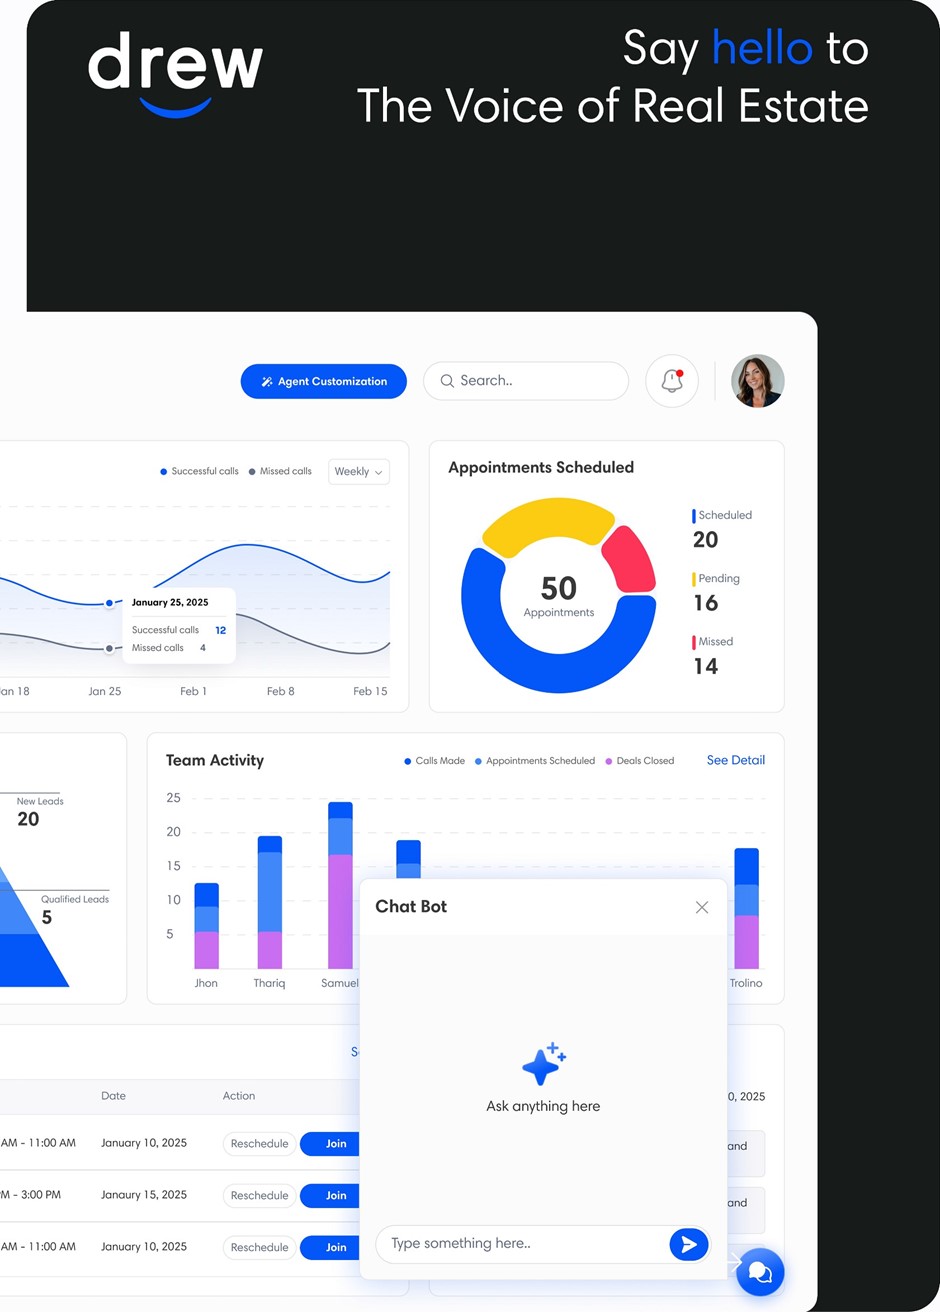 drew
Say hello to
The Voice of Real Estate
Agent Customization
Search..
Successful calls
Missed calls
Weekly
January 25, 2025
Successful calls 12
Missed calls 4
an 18
Jan 25
Feb 1
Feb 8
Feb 15
Appointments Scheduled
50
Appointments
Scheduled
20
Pending
16
Missed
14
New Leads
20
Qualified Leads
5
Team Activity
Calls Made
Appointments Scheduled
Deals Closed
See Detail
25
20
15
10
5
Jhon
Thariq
Samuel
Trolino
Chat Bot
Ask anything here
Type something here..
S
Date
Action
AM - 11:00 AM
January 10, 2025
Reschedule
Join
M - 3:00 PM
Janaury 15, 2025
Reschedule
Join
AM - 11:00 AM
Janaury 10, 2025
Reschedule
Join
0, 2025
and
and